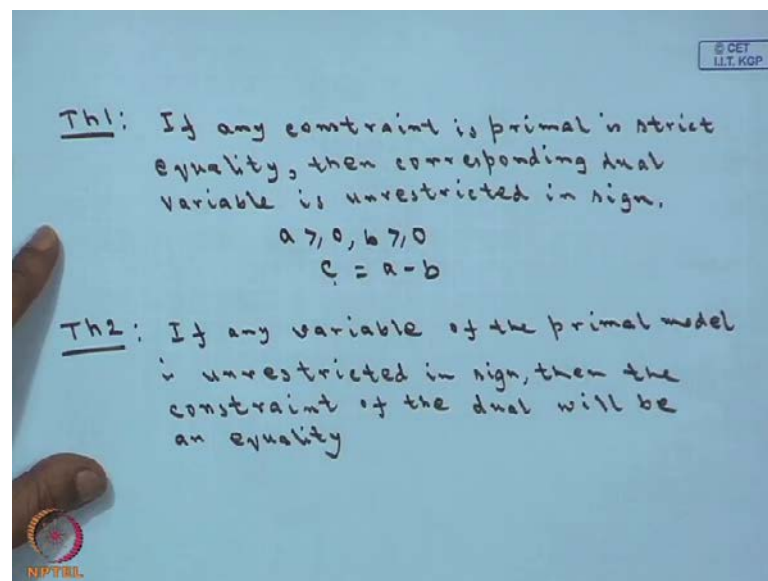 © CET
I.I.T. KGP
Th1: If any constraint is primal is strict
equality, then corresponding dual
variable is unrestricted in sign.
a ≥ 0, b ≥ 0
c = a - b
Th2: If any variable of the primal model
is unrestricted in sign, then the
constraint of the dual will be
an equality
NPTEL